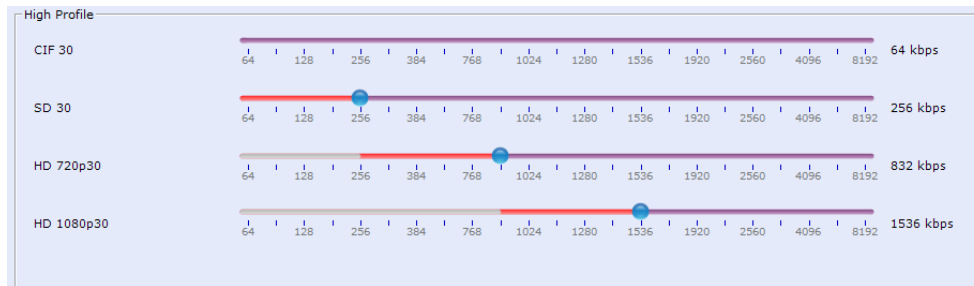 High Profile
CIF 30
64 128 256 384 768 1024 1280 1536 1920 2560 4096 8192
64 kbps
SD 30
64 128 256 384 768 1024 1280 1536 1920 2560 4096 8192
256 kbps
HD 720p30
64 128 256 384 768 1024 1280 1536 1920 2560 4096 8192
832 kbps
HD 1080p30
64 128 256 384 768 1024 1280 1536 1920 2560 4096 8192
1536 kbps